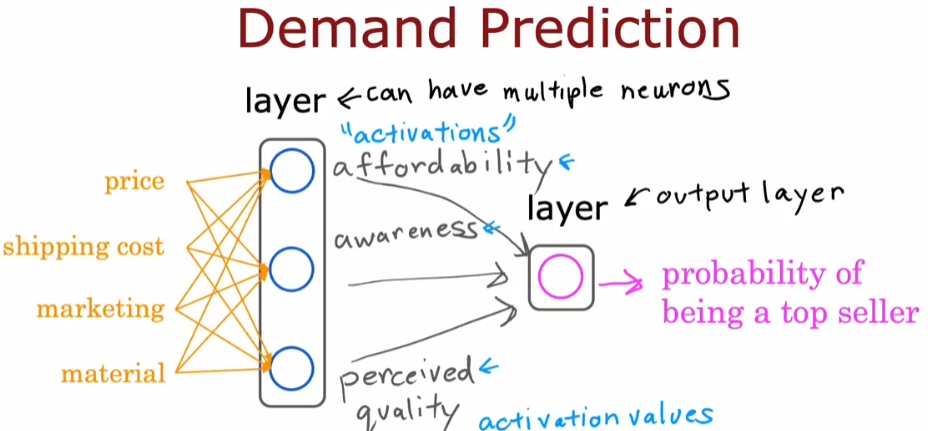 Demand Prediction
layer ← can have multiple neurons
"activations"
affordability
layer ← output layer
price
shipping cost
marketing
material
awareness
probability of
being a top seller
perceived
quality
activation values